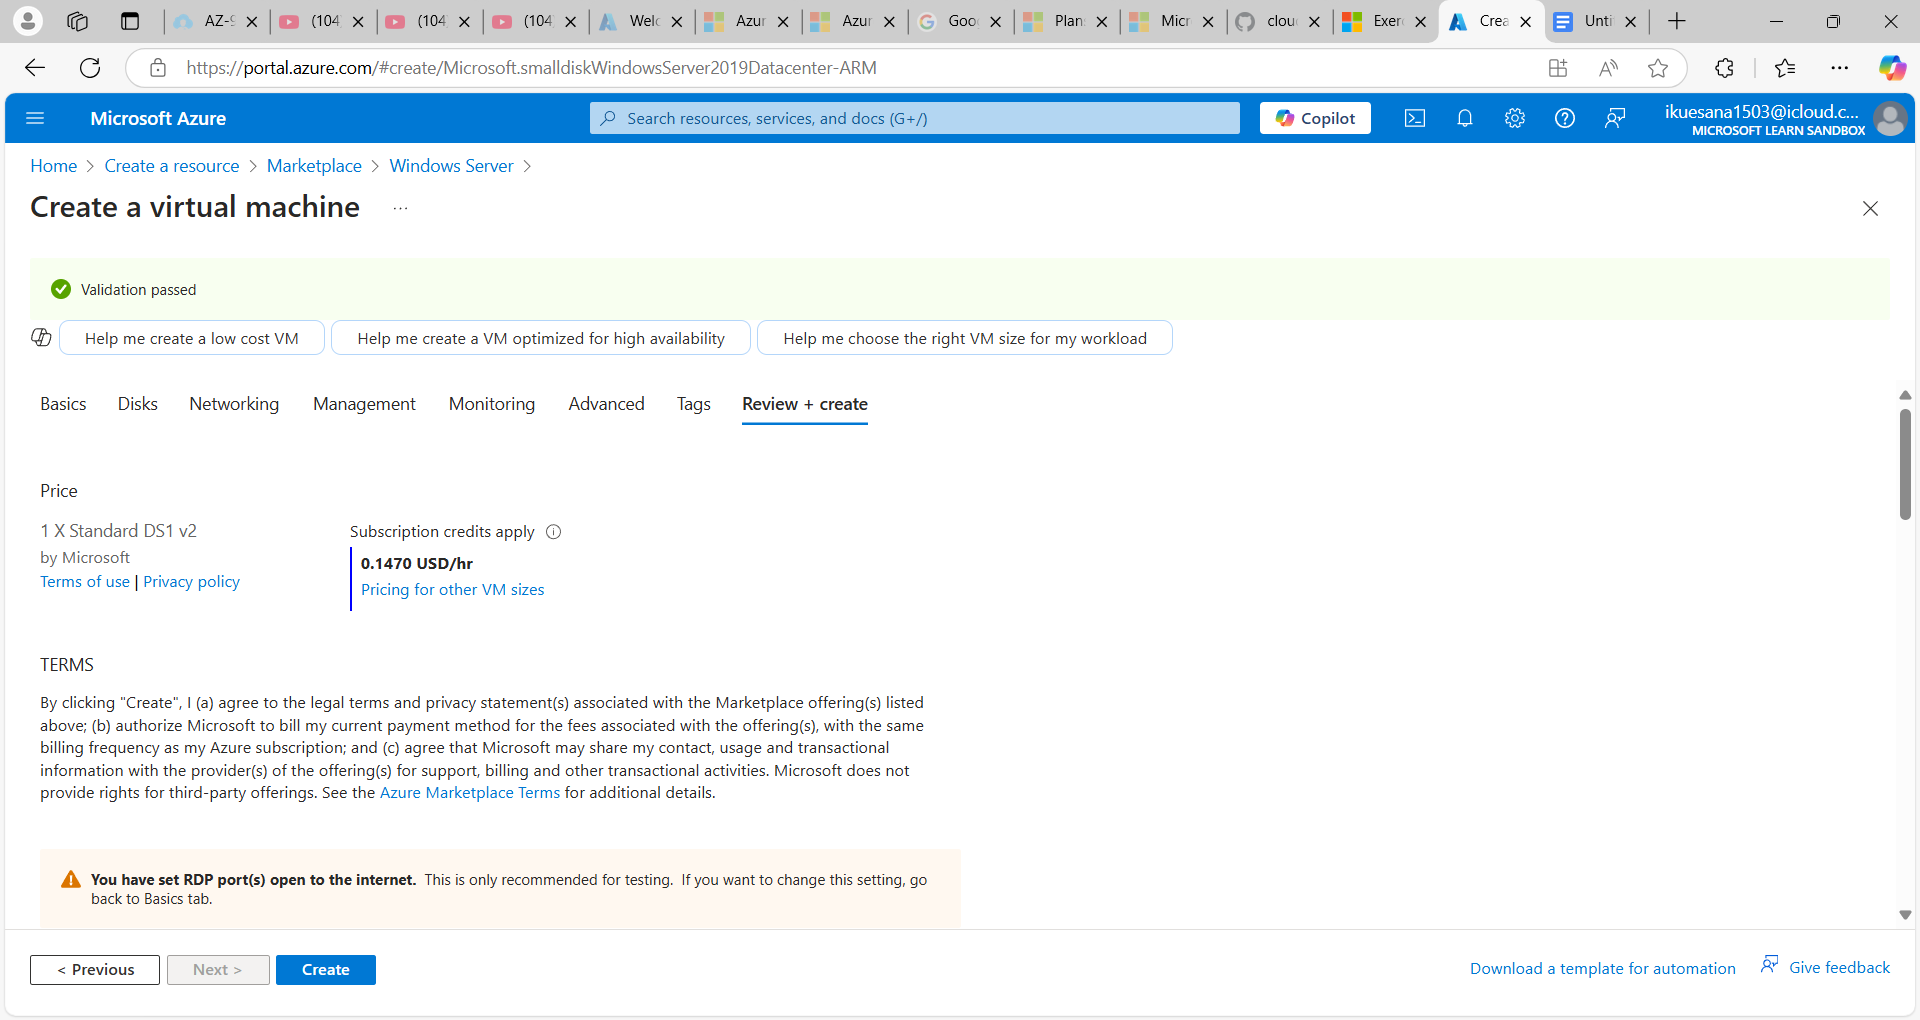 AZ-9
(104
(104
(104
Welc
Azur
Azur
Goo
Plan
Micr
clou
Exer
Crea
Unti
https://portal.azure.com/#create/Microsoft.smalldiskWindowsServer2019Datacenter-ARM
Microsoft Azure
Search resources, services, and docs (G+/)
Copilot
ikuesana1503@icloud.c...
MICROSOFT LEARN SANDBOX
Home > Create a resource > Marketplace > Windows Server >
Create a virtual machine ...
Validation passed
Help me create a low cost VM
Help me create a VM optimized for high availability
Help me choose the right VM size for my workload
Basics Disks Networking Management Monitoring Advanced Tags Review + create
Price
1 X Standard DS1 v2
by Microsoft
Terms of use | Privacy policy
Subscription credits apply
0.1470 USD/hr
Pricing for other VM sizes
TERMS
By clicking "Create", I (a) agree to the legal terms and privacy statement(s) associated with the Marketplace offering(s) listed
above; (b) authorize Microsoft to bill my current payment method for the fees associated with the offering(s), with the same
billing frequency as my Azure subscription; and (c) agree that Microsoft may share my contact, usage and transactional
information with the provider(s) of the offering(s) for support, billing and other transactional activities. Microsoft does not
provide rights for third-party offerings. See the Azure Marketplace Terms for additional details.
You have set RDP port(s) open to the internet. This is only recommended for testing. If you want to change this setting, go
back to Basics tab.
< Previous
Next >
Create
Download a template for automation
Give feedback